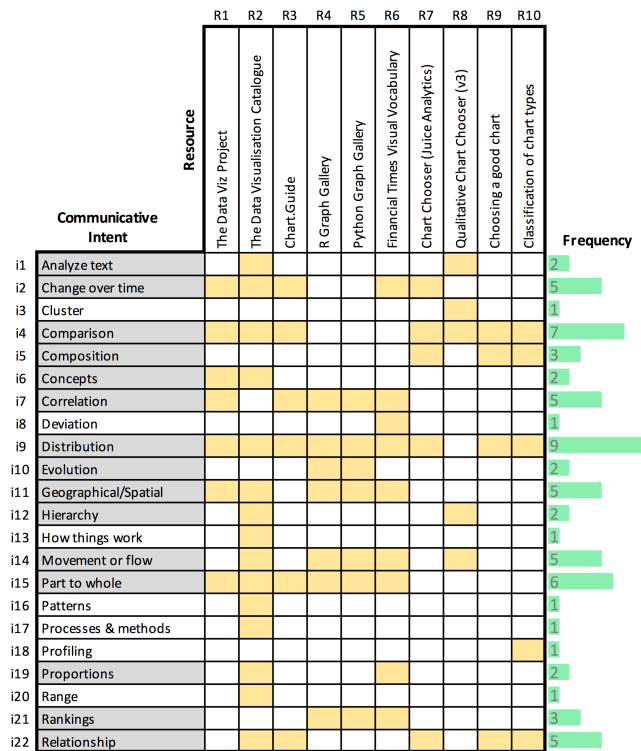 R1 R2 R3 R4 R5 R6 R7 R8 R9 R10
Resource
The Data Viz Project
The Data Visualisation Catalogue
Chart.Guide
R Graph Gallery
Python Graph Gallery
Financial Times Visual Vocabulary
Chart Chooser (Juice Analytics)
Qualitative Chart Chooser (v3)
Choosing a good chart
Classification of chart types
Communicative
Intent
Frequency
i1 Analyze text 2
i2 Change over time 5
i3 Cluster 1
i4 Comparison 7
i5 Composition 3
i6 Concepts 2
i7 Correlation 5
i8 Deviation 1
i9 Distribution 9
i10 Evolution 2
i11 Geographical/Spatial 5
i12 Hierarchy 2
i13 How things work 1
i14 Movement or flow 5
i15 Part to whole 6
i16 Patterns 1
i17 Processes & methods 1
i18 Profiling 1
i19 Proportions 2
i20 Range 1
i21 Rankings 3
i22 Relationship 5